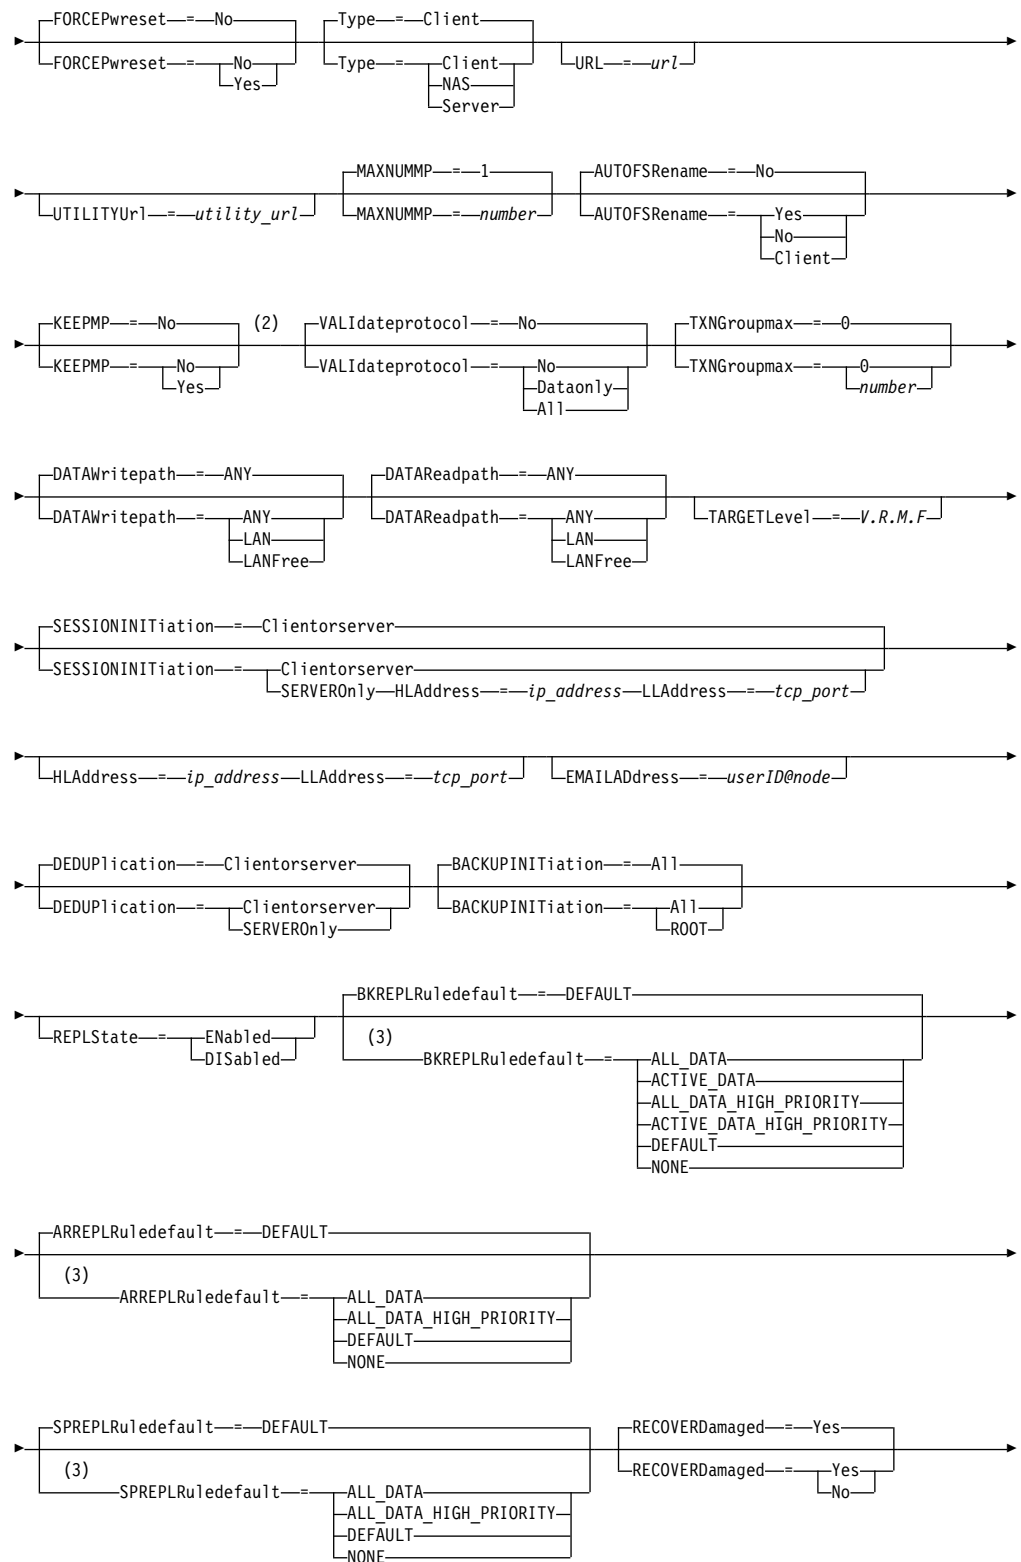 FORCEPwreset = No Type = Client
FORCEPwreset = No Type = Client URL = url
Yes NAS
Server
MAXNUMMP = 1 AUTOFSRename = No
UTILITYUrl = utility_url MAXNUMMP = number AUTOFSRename = Yes
No
Client
KEEPMP = No (2) VALIdateprotocol = No TXNGroupmax = 0
KEEPMP = No VALIdateprotocol = No TXNGroupmax = 0
Yes Dataonly number
All
DATAWritepath = ANY DATAReadpath = ANY
DATAWritepath = ANY DATAReadpath = ANY TARGETLevel = V.R.M.F
LAN LAN
LANFree LANFree
SESSIONINITiation = Clientorserver
SESSIONINITiation = Clientorserver
SERVEROnly HLAddress = ip_address LLAddress = tcp_port
HLAddress = ip_address LLAddress = tcp_port EMAILADdress = userID@node
DEDUPlication = Clientorserver BACKUPINITiation = All
DEDUPlication = Clientorserver BACKUPINITiation = All
SERVEROnly ROOT
BKREPLRuledefault = DEFAULT
REPLState = ENabled (3)
DISabled BKREPLRuledefault = ALL_DATA
ACTIVE_DATA
ALL_DATA_HIGH_PRIORITY
ACTIVE_DATA_HIGH_PRIORITY
DEFAULT
NONE
ARREPLRuledefault = DEFAULT
(3)
ARREPLRuledefault = ALL_DATA
ALL_DATA_HIGH_PRIORITY
DEFAULT
NONE
SPREPLRuledefault = DEFAULT RECOVERDamaged = Yes
(3) RECOVERDamaged = Yes
SPREPLRuledefault = ALL_DATA No
ALL_DATA_HIGH_PRIORITY
DEFAULT
NONE